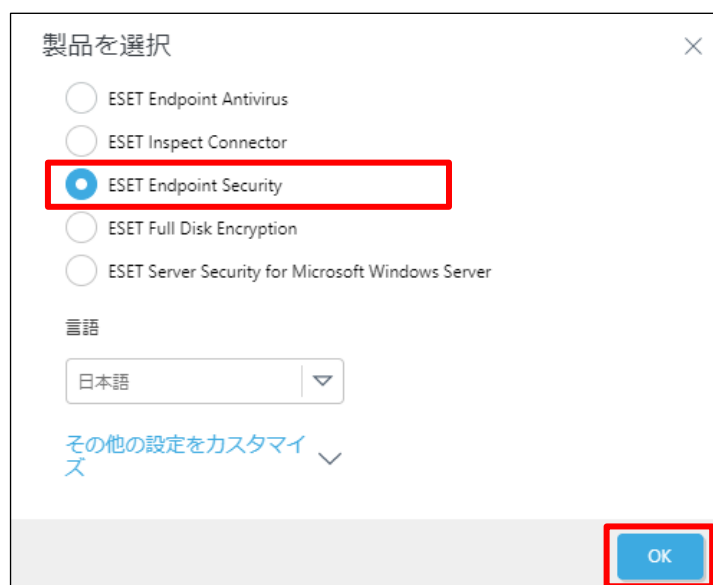 製品を選択
ESET Endpoint Antivirus
ESET Inspect Connector
ESET Endpoint Security
ESET Full Disk Encryption
ESET Server Security for Microsoft Windows Server
言語
日本語
その他の設定をカスタマイ
ズ
OK